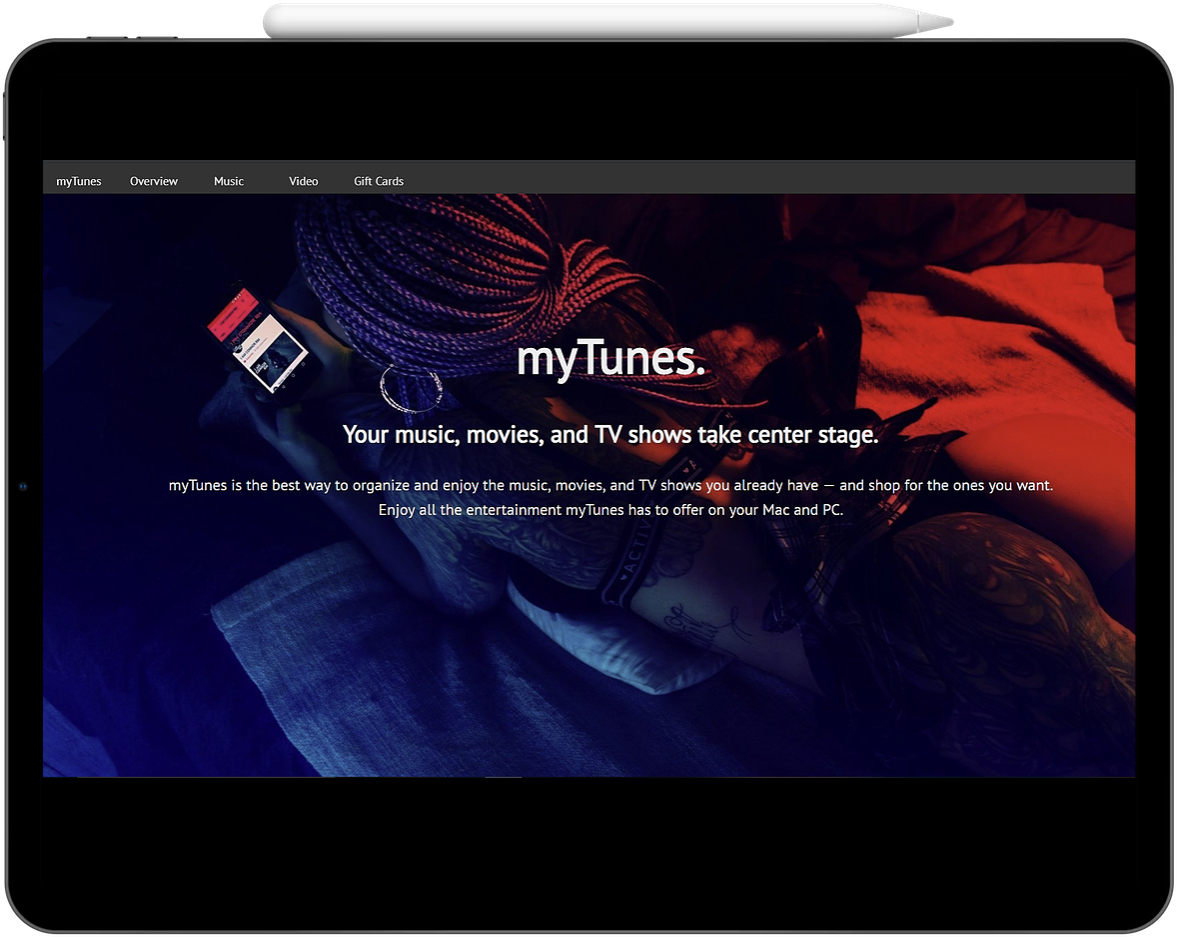 myTunes Overview Music Video Gift Cards
myTunes.
Your music, movies, and TV shows take center stage.
myTunes is the best way to organize and enjoy the music, movies, and TV shows you already have — and shop for the ones you want.
Enjoy all the entertainment myTunes has to offer on your Mac and PC.
ACTIV